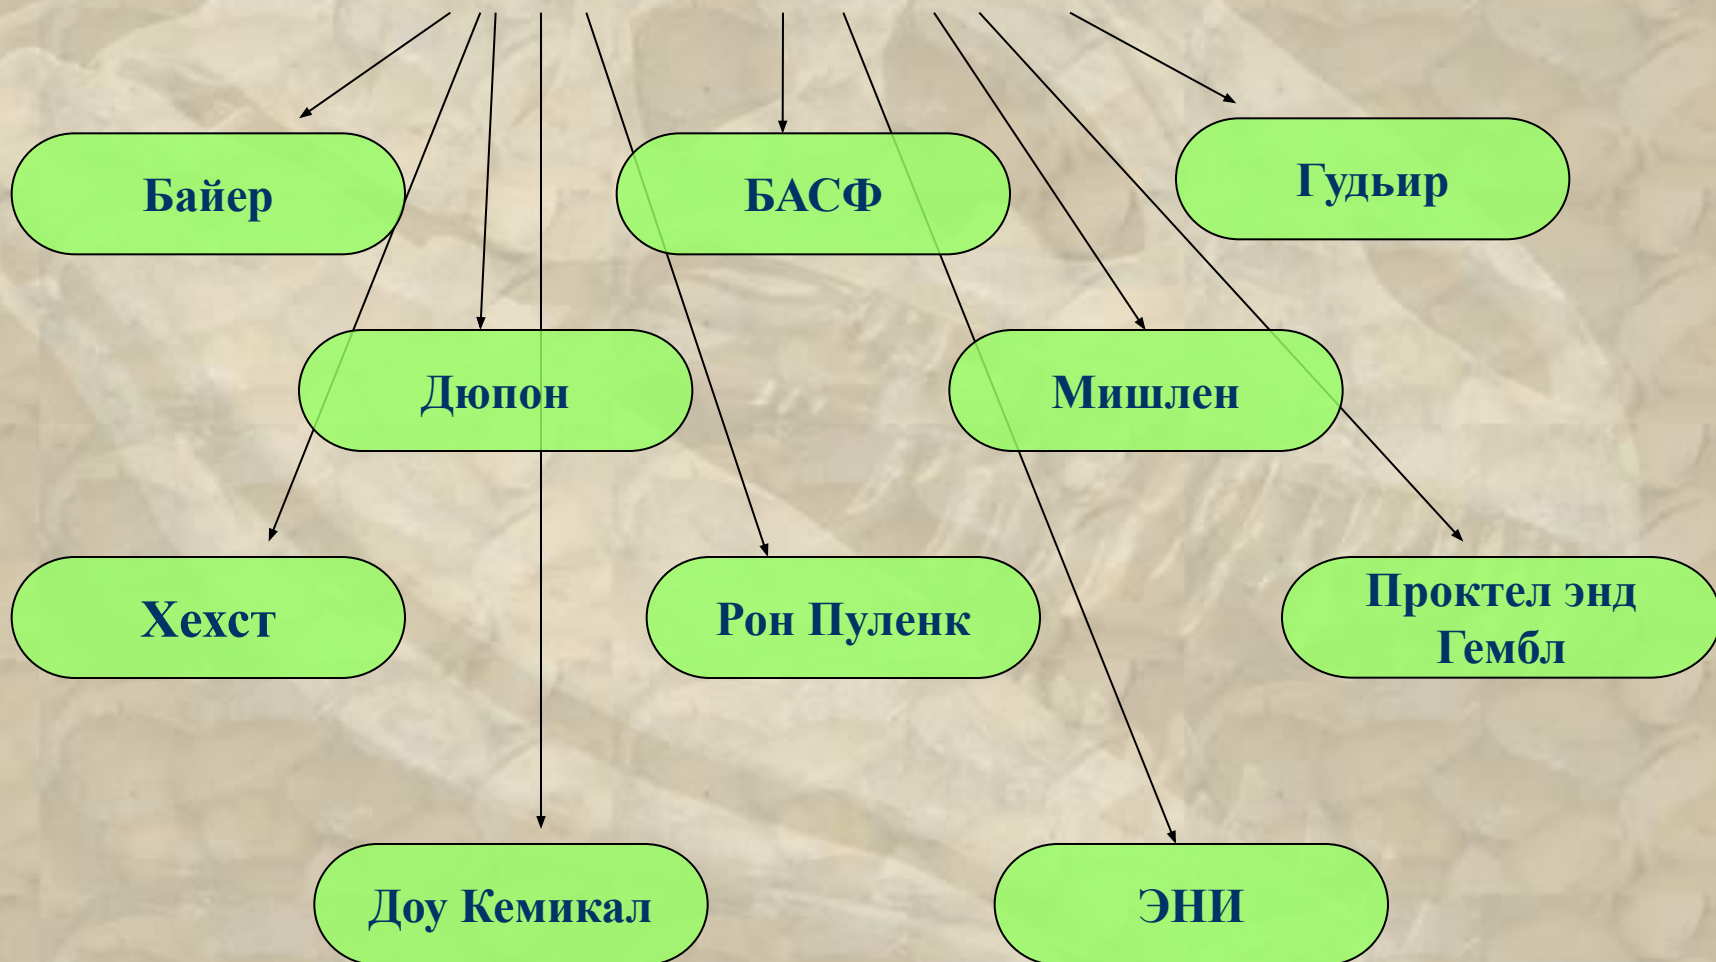 Байер
БАСФ
Гудьир
Дюпон
Мишлен
Хехст
Рон Пуленк
Проктел энд
Гембл
Доу Кемикал
ЭНИ